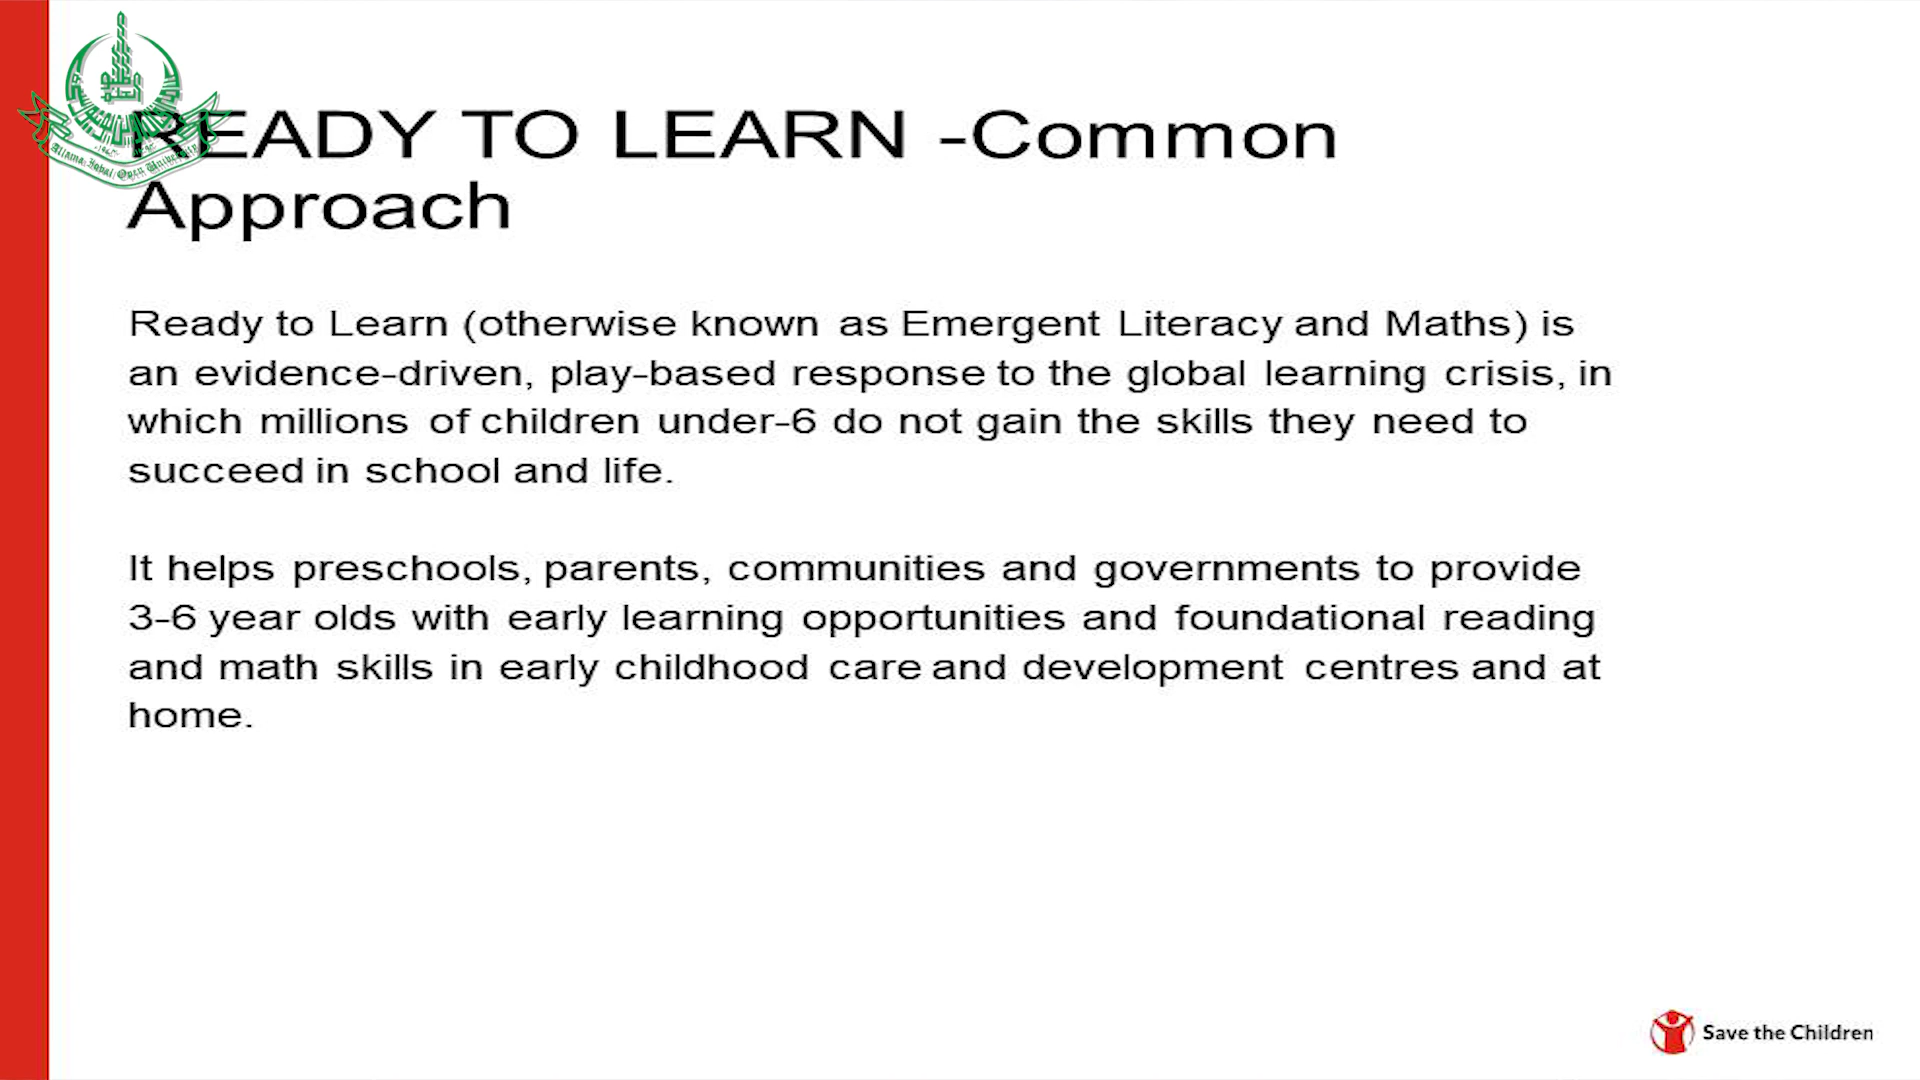 Allama Iqbal Open University
READY TO LEARN -Common
Approach
Ready to Learn (otherwise known as Emergent Literacy and Maths) is
an evidence-driven, play-based response to the global learning crisis, in
which millions of children under-6 do not gain the skills they need to
succeed in school and life.
It helps preschools, parents, communities and governments to provide
3-6 year olds with early learning opportunities and foundational reading
and math skills in early childhood care and development centres and at
home.
Save the Children